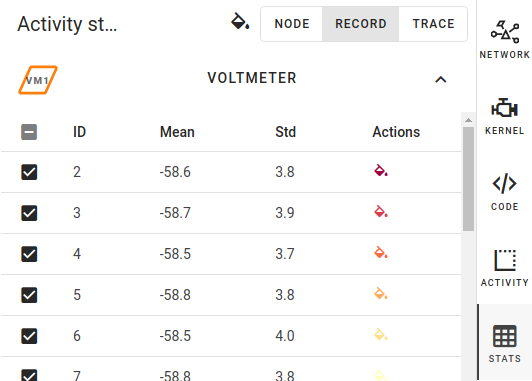 Activity st...
NODE RECORD TRACE
VM1 VOLTMETER
ID Mean Std Actions
2 -58.6 3.8
3 -58.7 3.9
4 -58.5 3.7
5 -58.8 3.8
6 -58.5 4.0
7 -58.8 3.8
NETWORK
KERNEL
CODE
ACTIVITY
STATS